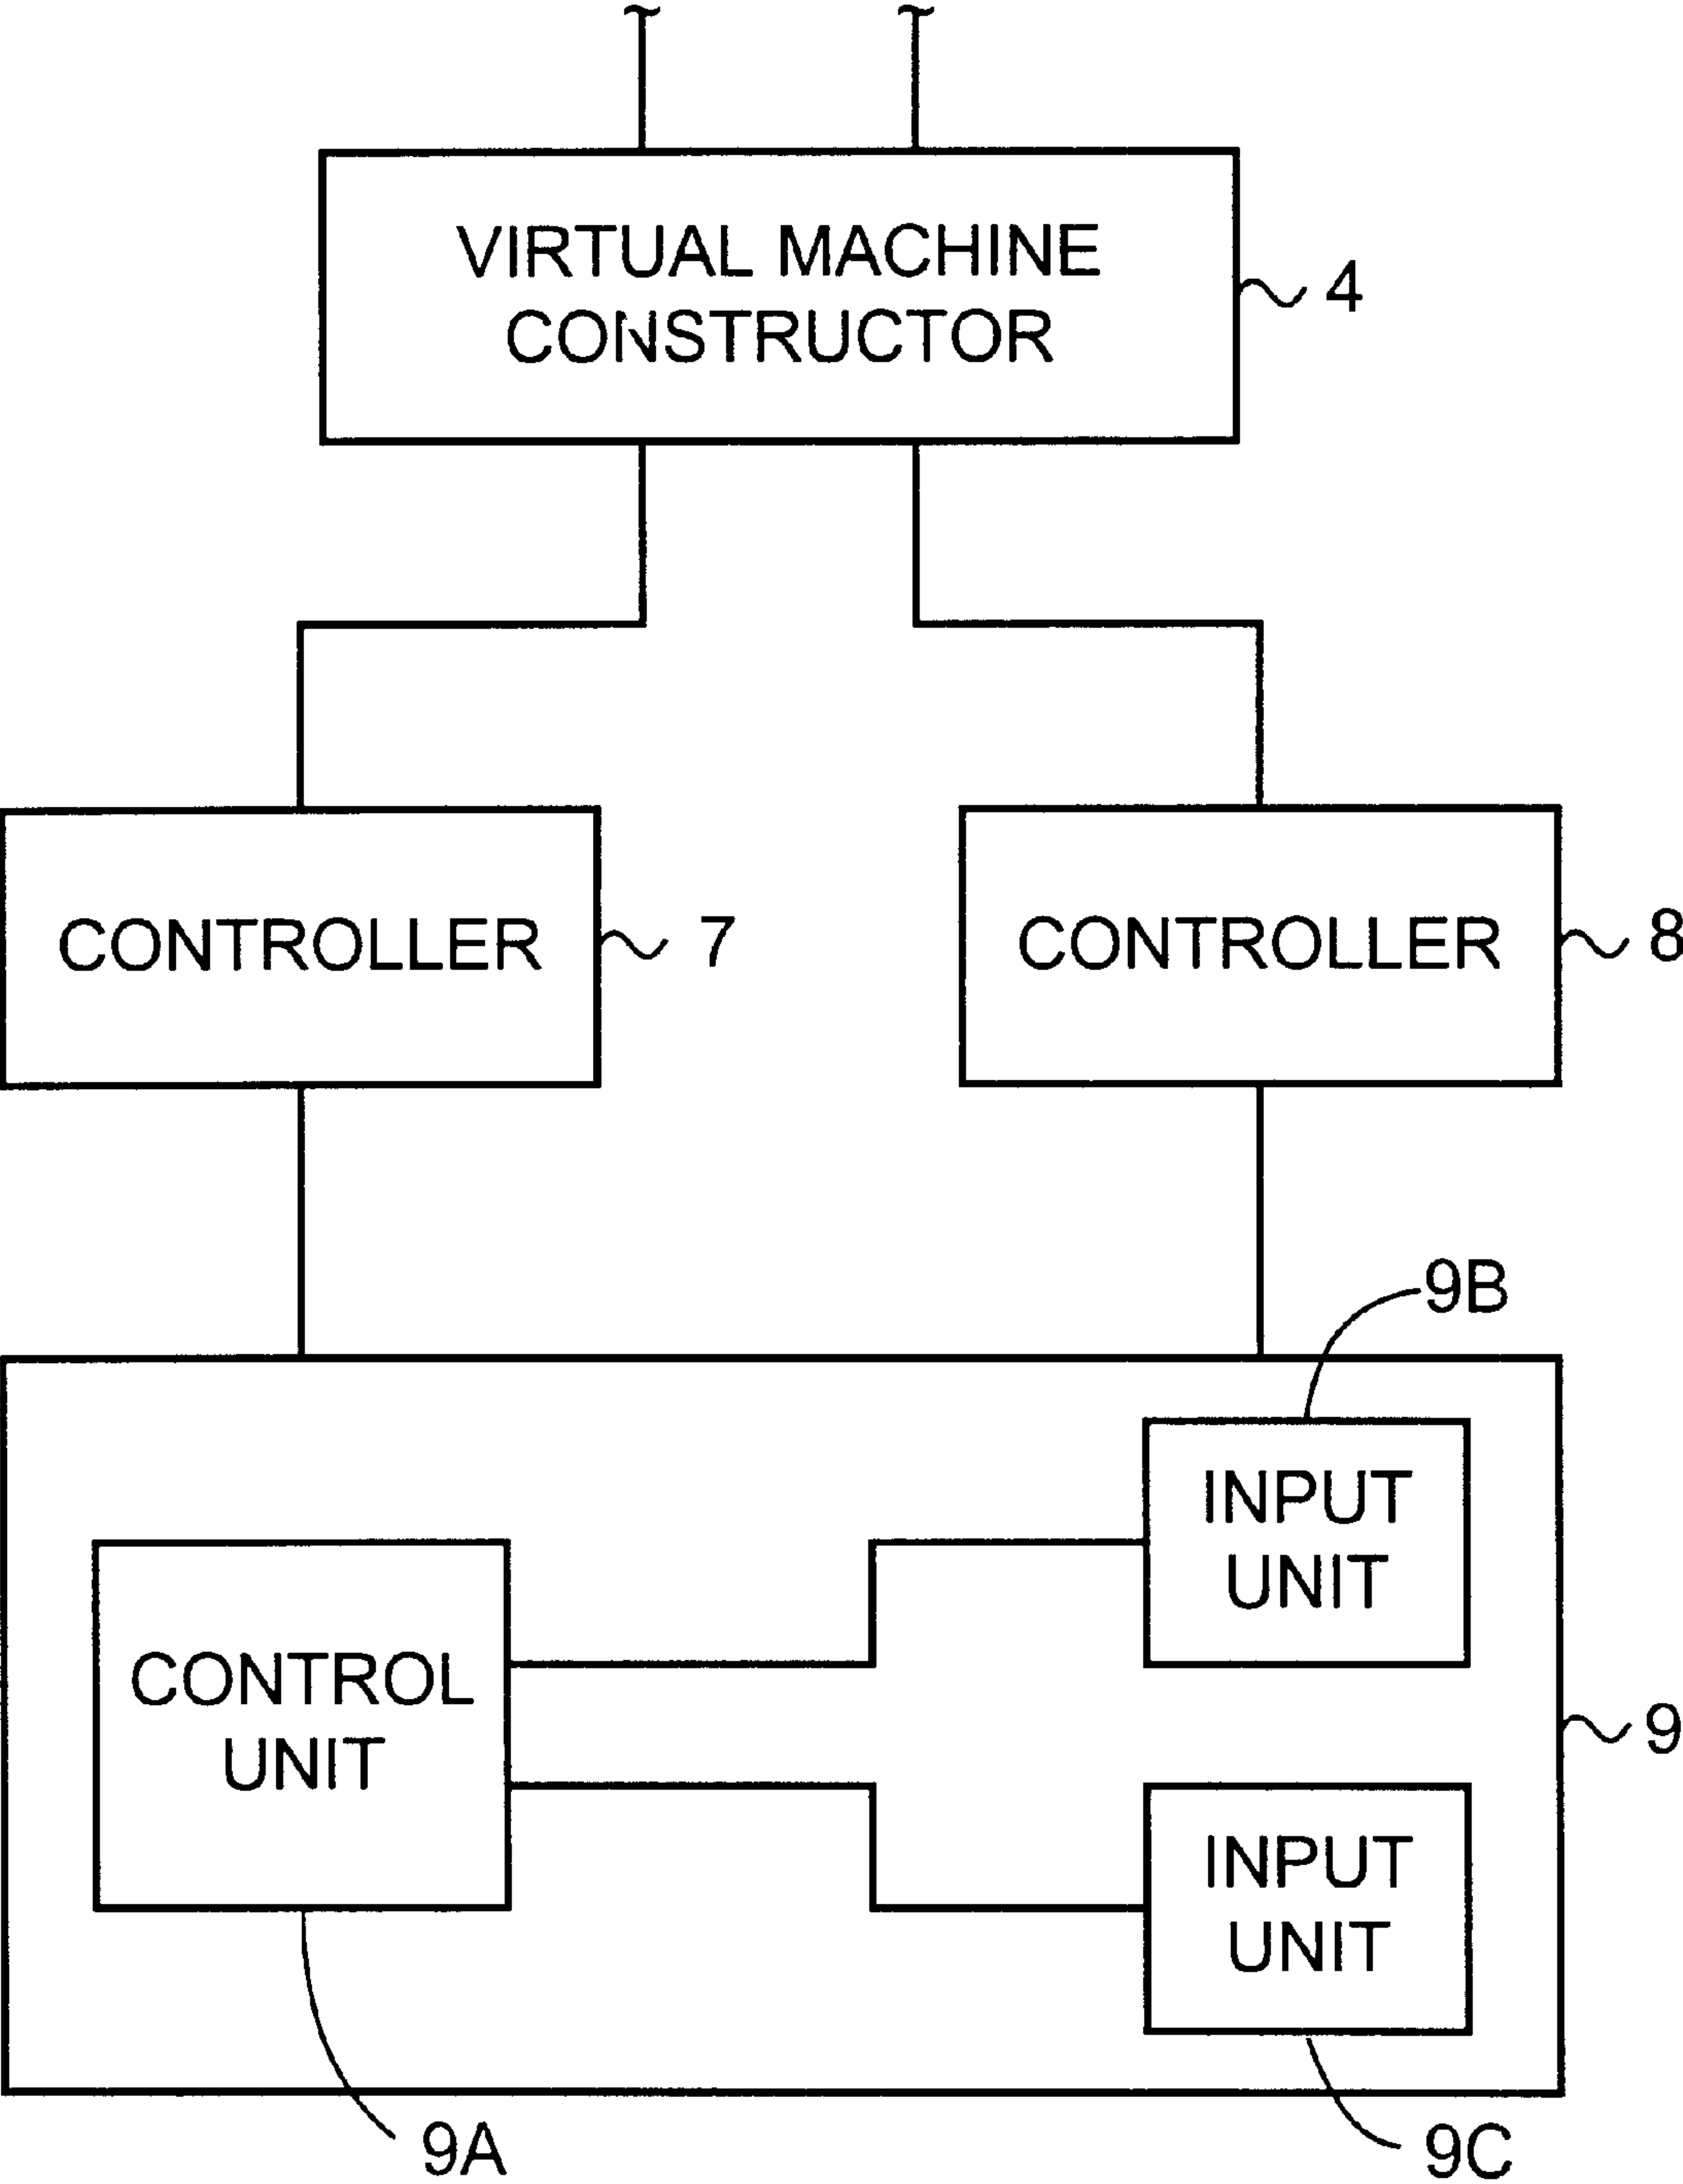 VIRTUAL MACHINE
CONSTRUCTOR
4
CONTROLLER
7
CONTROLLER
8
9B
INPUT
UNIT
CONTROL
UNIT
9
INPUT
UNIT
9A
9C